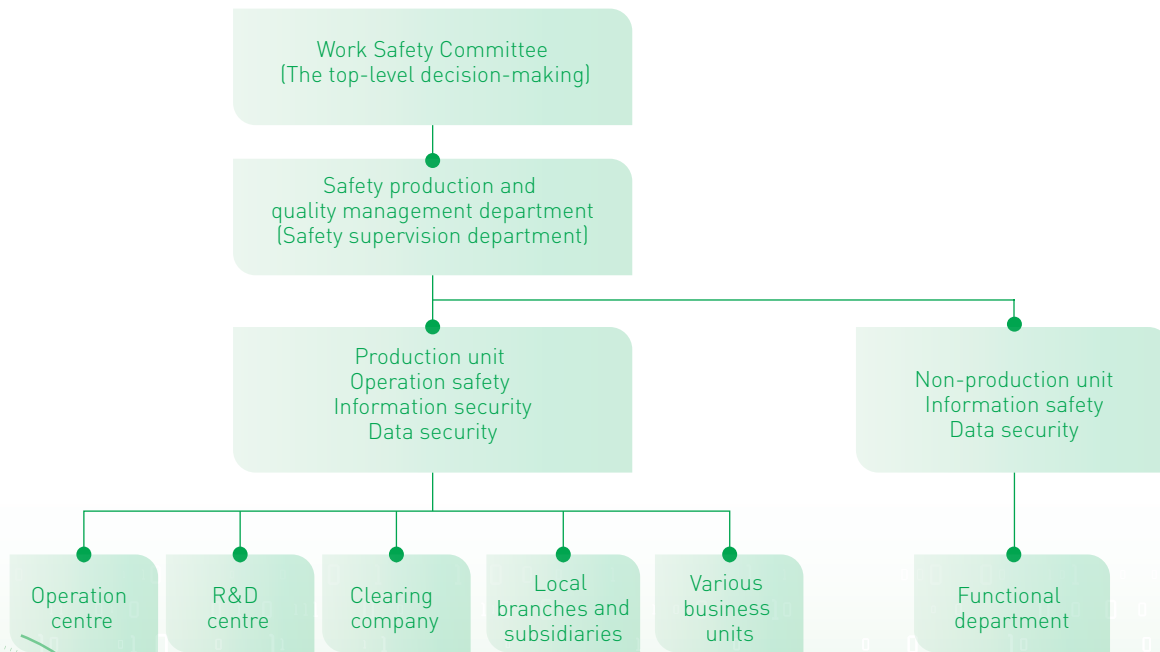 Work Safety Committee
(The top-level decision-making)
Safety production and
quality management department
(Safety supervision department)
Production unit
Operation safety
Information security
Data security
Non-production unit
Information safety
Data security
Operation
centre
R&D
centre
Clearing
company
Local
branches and
subsidiaries
Various
business
units
Functional
department